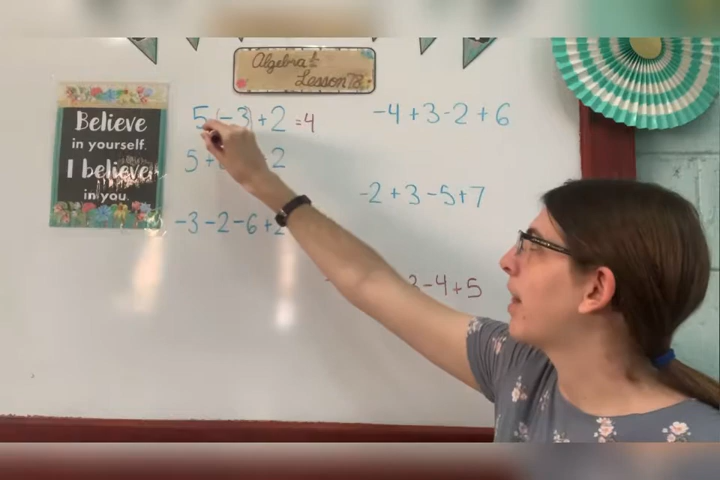 Algebra ½
Lesson 78
Believe
in yourself.
I believe
in you.
5 (-3) + 2 = 4
5 + 2
-3 - 2 - 6 + 2
-4 + 3 - 2 + 6
-2 + 3 - 5 + 7
- 4 + 5